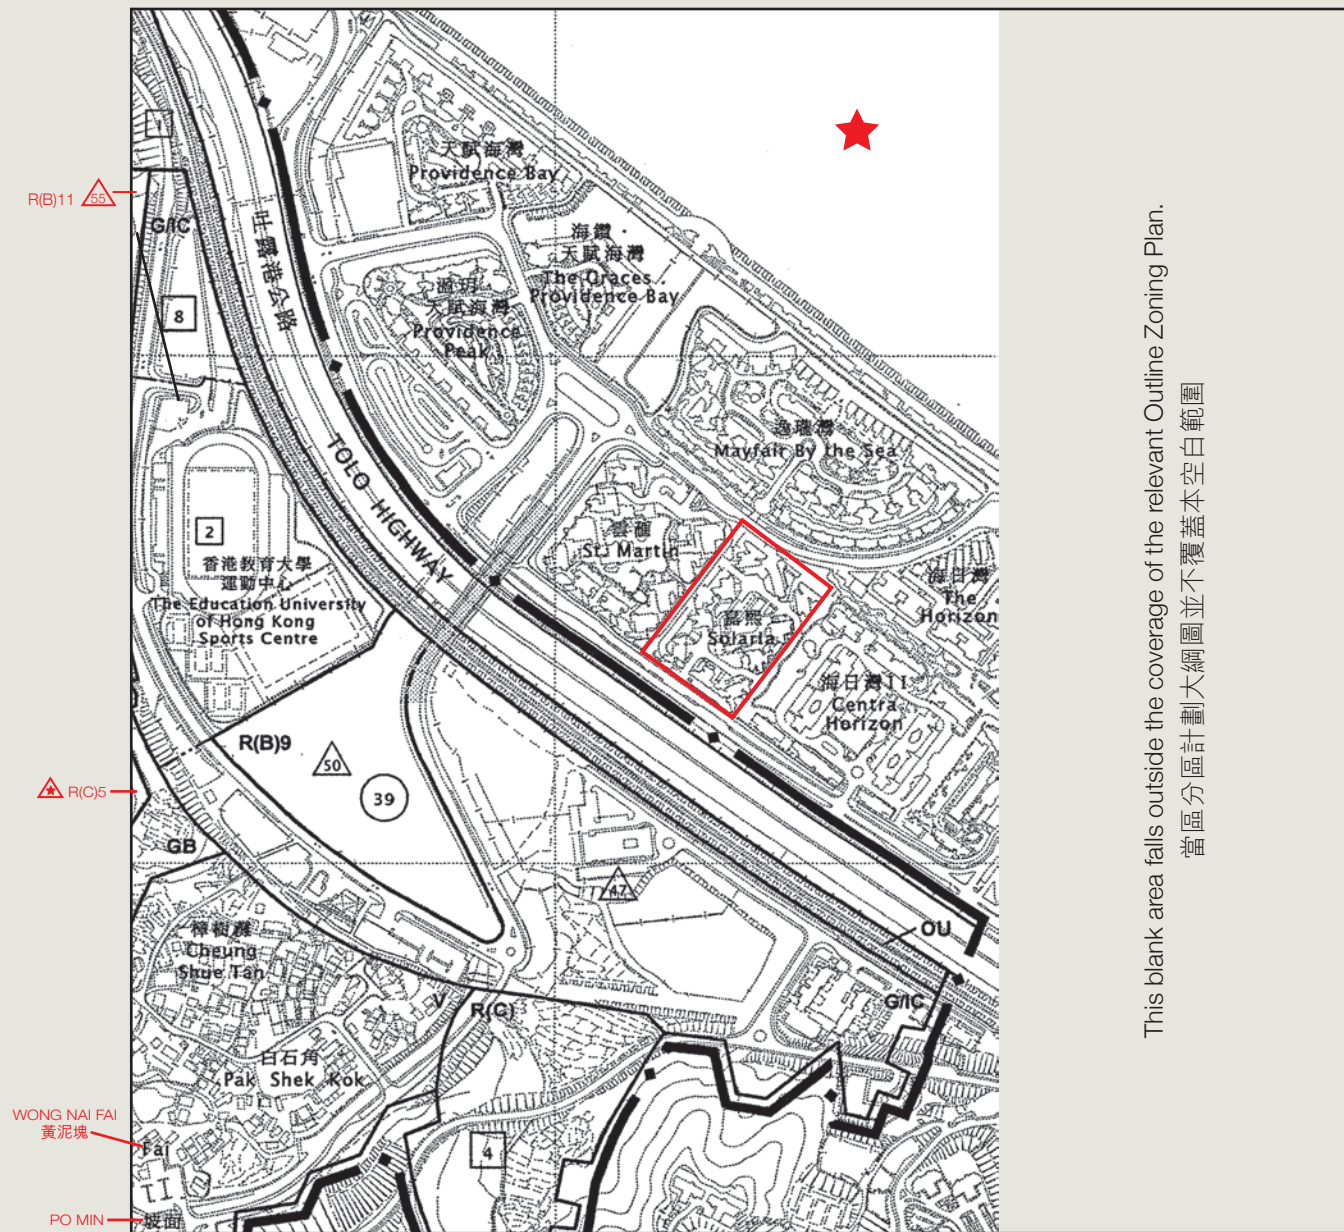 天賦海灣
Providence Bay
R(B)11 55
1
G/IC
吐露港公路
海鑽 ·
天賦海灣
The Graces .
Providence Bay
溋玥 .
天賦海灣
Providence
Peak
8
逸瓏灣
Mayfair By the Sea
TOLO HIGHWAY
2
香港教育大學
運動中心
The Education University
of Hong Kong
Sports Centre
雲滙
St. Martin
嘉熙
Solaria
海日灣
The
Horizon
海日灣II
Centra
Horizon
R(B)9
50
39
R(C)5
GB
47
樟樹灘
Cheung
Shue Tan
OU
G/IC
V
R(C)
白石角
Pak Shek Kok
WONG NAI FAI
黃泥塊
Fai
4
PO MIN
坡面
This blank area falls outside the coverage of the relevant Outline Zoning Plan.
當區分區計劃大綱圖並不覆蓋本空白範圍